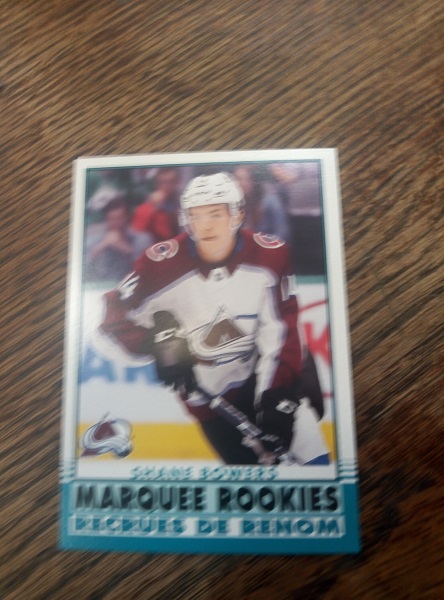 SHANE BOWERS
MARQUEE ROOKIES
RECRUES DE RENOM